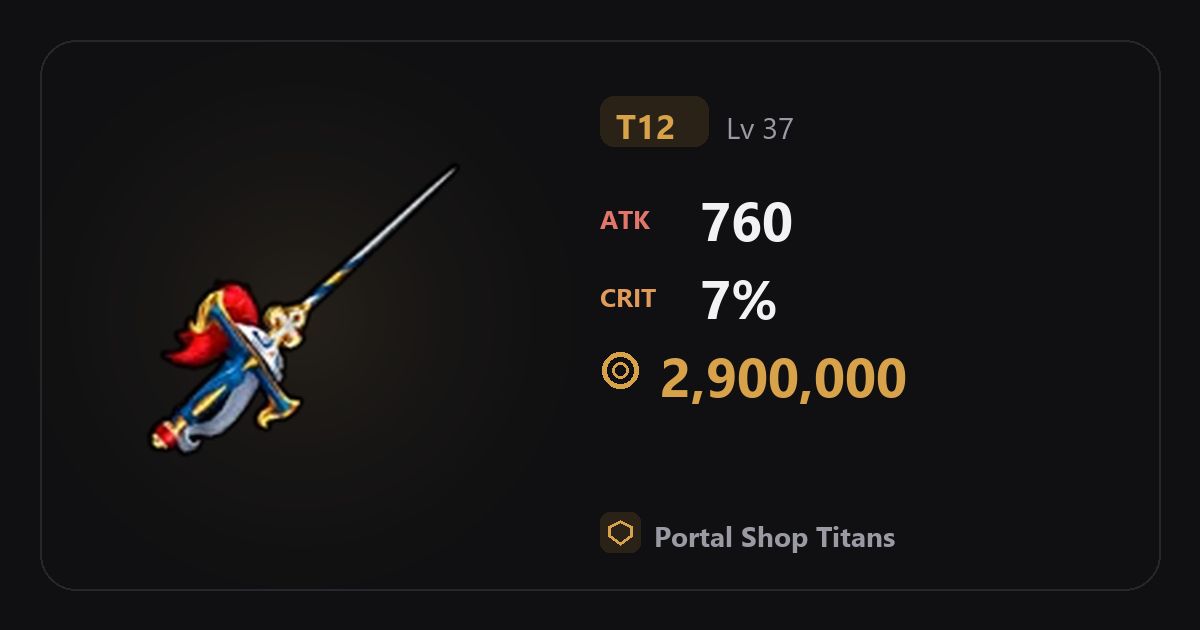 T12 Lv 37
ATK 760
CRIT 7%
2,900,000
Portal Shop Titans